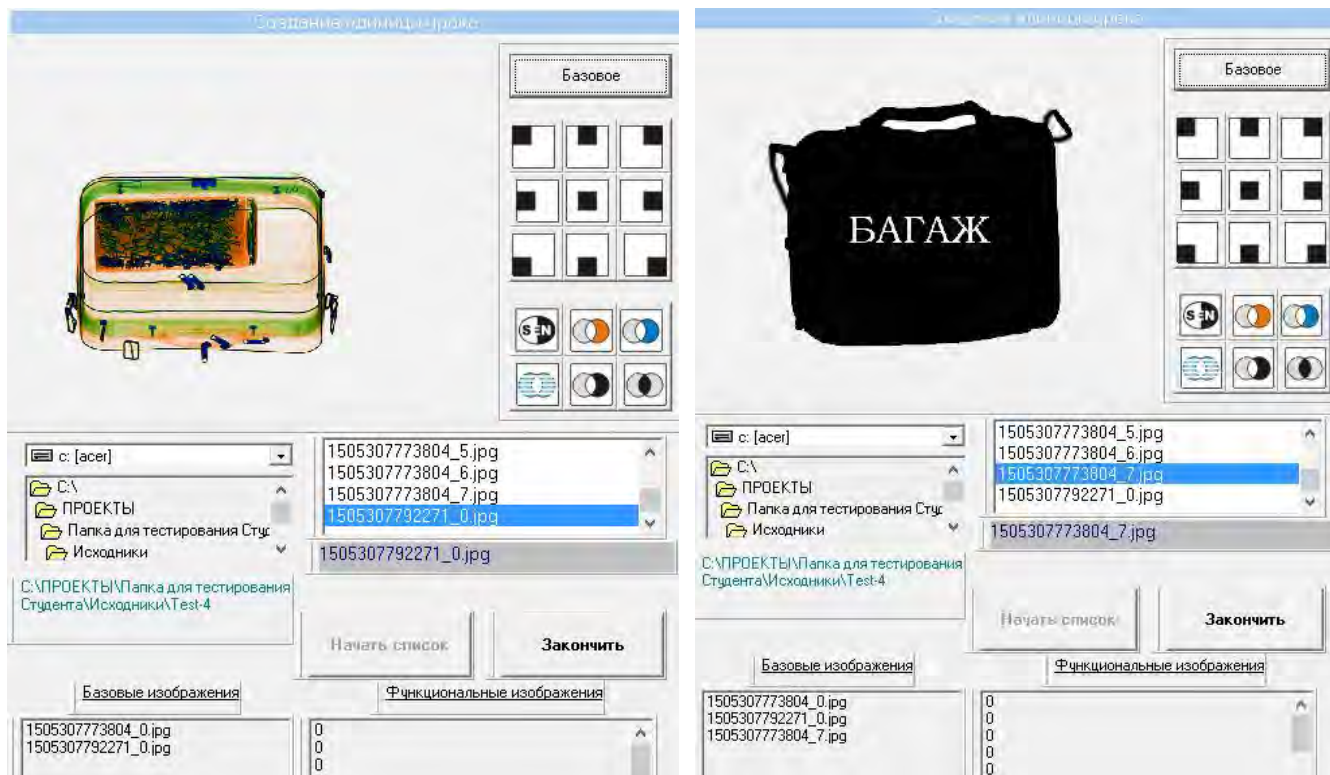 Создание единицы урока
Базовое
S EN
c: [acer]
C:\
ПРОЕКТЫ
Папка для тестирования Студ
Исходники
C:\ПРОЕКТЫ\Папка для тестирования
Студента\Исходники\Test-4
1505307773804_5.jpg
1505307773804_6.jpg
1505307773804_7.jpg
1505307792271_0.jpg
1505307792271_0.jpg
Начать список
Закончить
Базовые изображения
Функциональные изображения
1505307773804_0.jpg
1505307792271_0.jpg
0
0
0
Базовое
БАГАЖ
S EN
c: [acer]
C:\
ПРОЕКТЫ
Папка для тестирования Студ
Исходники
C:\ПРОЕКТЫ\Папка для тестирования
Студента\Исходники\Test-4
1505307773804_5.jpg
1505307773804_6.jpg
1505307773804_7.jpg
1505307792271_0.jpg
1505307773804_7.jpg
Начать список
Закончить
Базовые изображения
Функциональные изображения
1505307773804_0.jpg
1505307792271_0.jpg
1505307773804_7.jpg
0
0
0
0
0